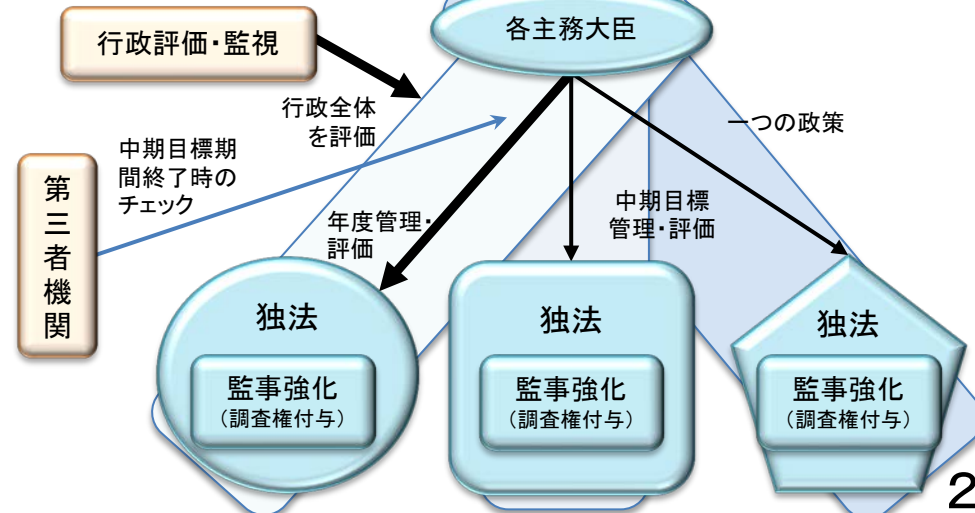 各主務大臣
行政評価・監視
行政全体
を評価
一つの政策
中期目標期
間終了時の
チェック
第三者機関
年度管理・
評価
中期目標
管理・評価
独法
監事強化
（調査権付与）
独法
監事強化
（調査権付与）
独法
監事強化
（調査権付与）
2